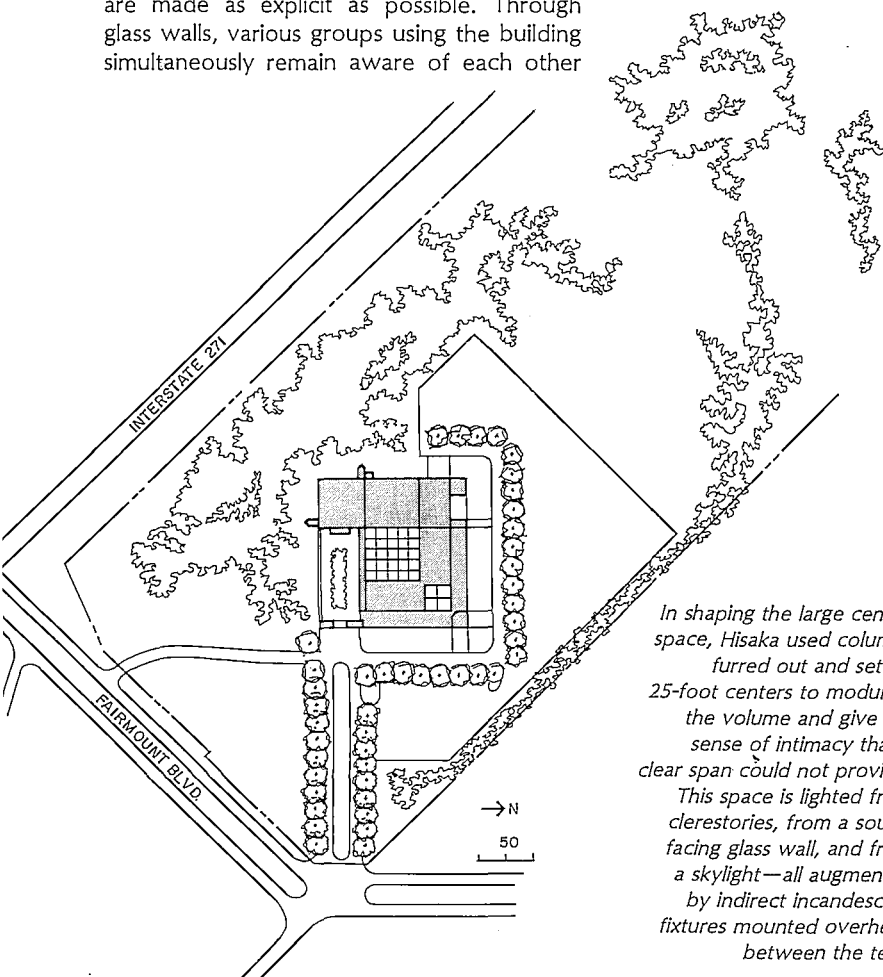 are made as explicit as possible. Through
glass walls, various groups using the building
simultaneously remain aware of each other
INTERSTATE 271
FAIRMOUNT BLVD.
N
50
In shaping the large cen
space, Hisaka used colu
furred out and set
25-foot centers to modu
the volume and give
sense of intimacy tha
clear span could not provi
This space is lighted fr
clerestories, from a sou
facing glass wall, and fr
a skylight—all augmen
by indirect incandesc
fixtures mounted overhe
between the te